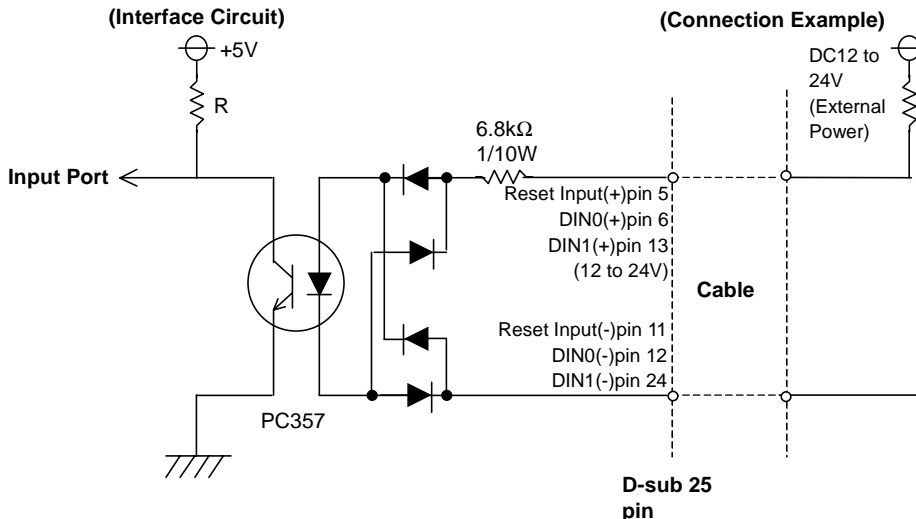 (Interface Circuit)
+5V
R
Input Port
PC357
6.8kΩ
1/10W
Reset Input(+)pin 5
DIN0(+)pin 6
DIN1(+)pin 13
(12 to 24V)
Reset Input(-)pin 11
DIN0(-)pin 12
DIN1(-)pin 24
(Connection Example)
DC12 to
24V
(External
Power)
Cable
D-sub 25
pin